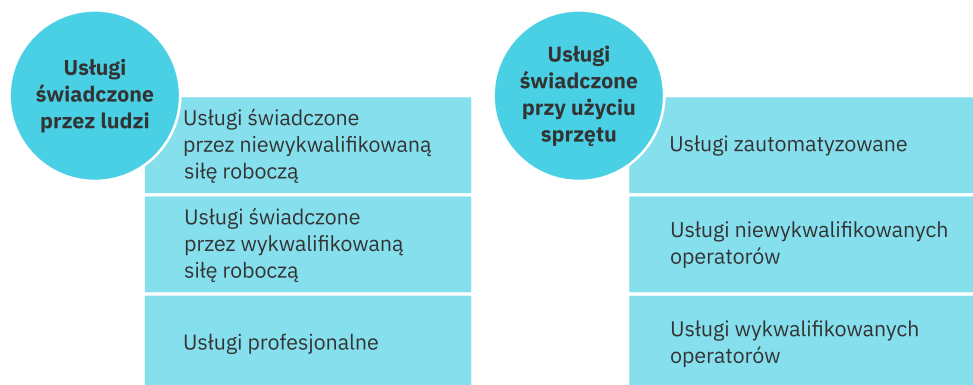 Usługi
świadczone
przez ludzi
Usługi świadczone
przez niewykwalifikowaną
siłę roboczą
Usługi świadczone
przez wykwalifikowaną
siłę roboczą
Usługi profesjonalne
Usługi
świadczone
przy użyciu
sprzętu
Usługi zautomatyzowane
Usługi niewykwalifikowanych
operatorów
Usługi wykwalifikowanych
operatorów